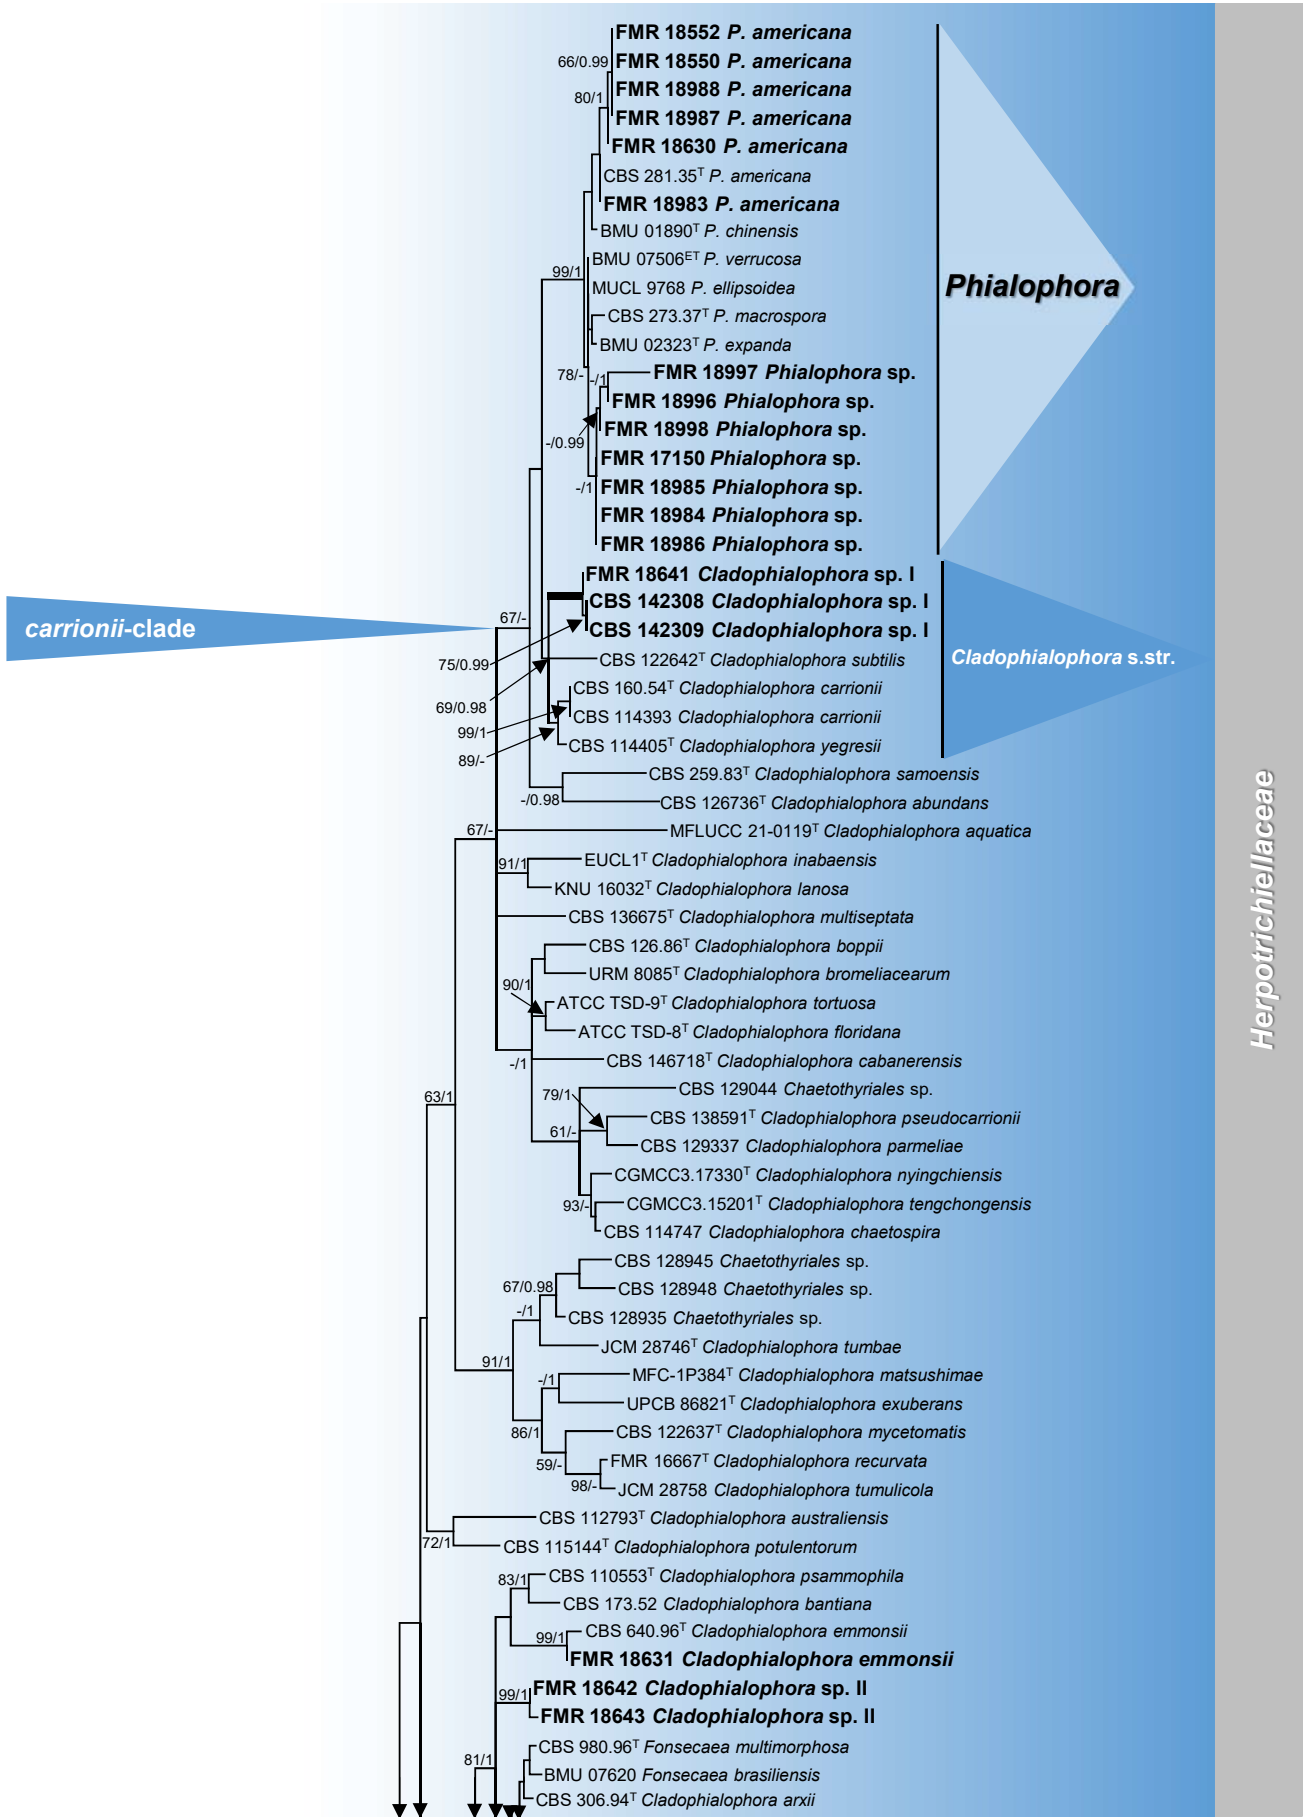 FMR 18552 P. americana
66/0.99
FMR 18550 P. americana
FMR 18988 P. americana
80/1
FMR 18987 P. americana
FMR 18630 P. americana
CBS 281.35ᵀ P. americana
FMR 18983 P. americana
BMU 01890ᵀ P. chinensis
BMU 07506ᴱᵀ P. verrucosa
99/1
MUCL 9768 P. ellipsoidea
Phialophora
CBS 273.37ᵀ P. macrospora
BMU 02323ᵀ P. expanda
78/-
-/1
FMR 18997 Phialophora sp.
FMR 18996 Phialophora sp.
FMR 18998 Phialophora sp.
-/0.99
FMR 17150 Phialophora sp.
-/1
FMR 18985 Phialophora sp.
FMR 18984 Phialophora sp.
FMR 18986 Phialophora sp.
FMR 18641 Cladophialophora sp. I
CBS 142308 Cladophialophora sp. I
67/-
carrionii-clade
CBS 142309 Cladophialophora sp. I
75/0.99
CBS 122642ᵀ Cladophialophora subtilis
Cladophialophora s.str.
CBS 160.54ᵀ Cladophialophora carrionii
69/0.98
CBS 114393 Cladophialophora carrionii
99/1
CBS 114405ᵀ Cladophialophora yegresii
89/-
CBS 259.83ᵀ Cladophialophora samoensis
-/0.98
CBS 126736ᵀ Cladophialophora abundans
67/-
MFLUCC 21-0119ᵀ Cladophialophora aquatica
91/1
EUCL1ᵀ Cladophialophora inabaensis
KNU 16032ᵀ Cladophialophora lanosa
Herpotrichiellaceae
CBS 136675ᵀ Cladophialophora multiseptata
CBS 126.86ᵀ Cladophialophora boppii
URM 8085ᵀ Cladophialophora bromeliacearum
90/1
ATCC TSD-9ᵀ Cladophialophora tortuosa
ATCC TSD-8ᵀ Cladophialophora floridana
-/1
CBS 146718ᵀ Cladophialophora cabanerensis
CBS 129044 Chaetothyriales sp.
63/1
79/1
CBS 138591ᵀ Cladophialophora pseudocarrionii
61/-
CBS 129337 Cladophialophora parmeliae
CGMCC3.17330ᵀ Cladophialophora nyingchiensis
CGMCC3.15201ᵀ Cladophialophora tengchongensis
93/-
CBS 114747 Cladophialophora chaetospira
CBS 128945 Chaetothyriales sp.
67/0.98
CBS 128948 Chaetothyriales sp.
-/1
CBS 128935 Chaetothyriales sp.
JCM 28746ᵀ Cladophialophora tumbae
91/1
MFC-1P384ᵀ Cladophialophora matsushimae
-/1
UPCB 86821ᵀ Cladophialophora exuberans
86/1
CBS 122637ᵀ Cladophialophora mycetomatis
FMR 16667ᵀ Cladophialophora recurvata
59/-
98/-
JCM 28758 Cladophialophora tumulicola
CBS 112793ᵀ Cladophialophora australiensis
72/1
CBS 115144ᵀ Cladophialophora potulentorum
83/1
CBS 110553ᵀ Cladophialophora psammophila
CBS 173.52 Cladophialophora bantiana
CBS 640.96ᵀ Cladophialophora emmonsii
99/1
FMR 18631 Cladophialophora emmonsii
FMR 18642 Cladophialophora sp. II
99/1
FMR 18643 Cladophialophora sp. II
CBS 980.96ᵀ Fonsecaea multimorphosa
81/1
BMU 07620 Fonsecaea brasiliensis
CBS 306.94ᵀ Cladophialophora arxii